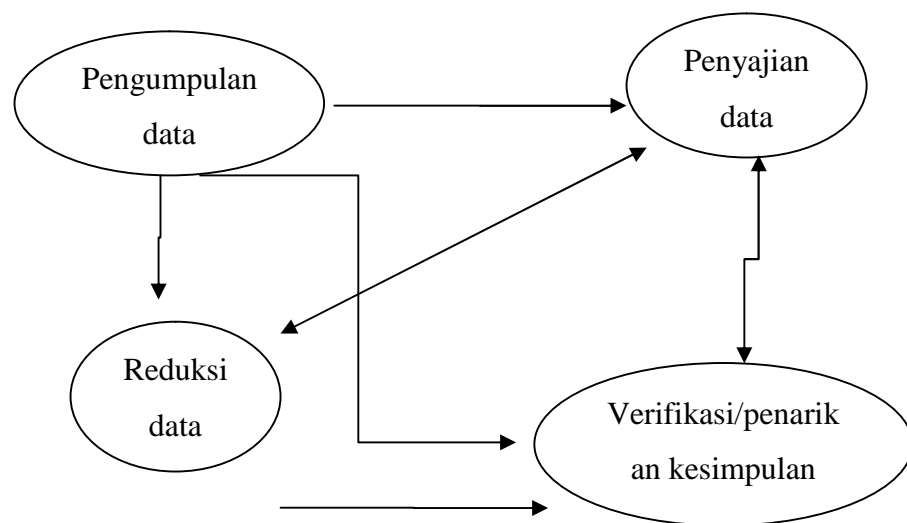 Pengumpulan
data
Penyajian
data
Reduksi
data
Verifikasi/penarik
an kesimpulan